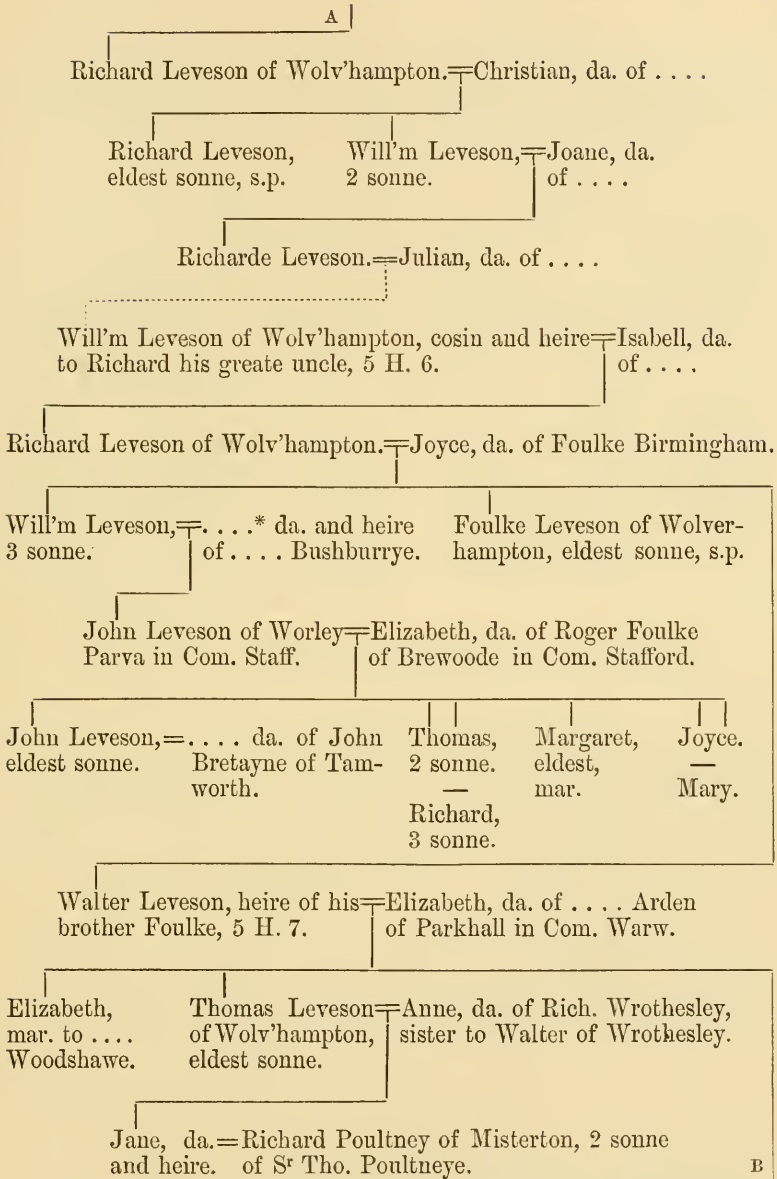 A
Richard Leveson of Wolv'hampton.=Christian, da. of . . . .
Richard Leveson, Will'm Leveson,=Joane, da.
eldest sonne, s.p. 2 sonne. of . . . .
Richarde Leveson.=Julian, da. of . . . .
Will'm Leveson of Wolv'hampton, cosin and heire=Isabell, da.
to Richard his greate uncle, 5 H. 6. of . . . .
Richard Leveson of Wolv'hampton.=Joyce, da. of Foulke Birmingham.
Will'm Leveson,=. . . .* da. and heire Foulke Leveson of Wolver-
3 sonne. of . . . . Bushburrye. hampton, eldest sonne, s.p.
John Leveson of Worley=Elizabeth, da. of Roger Foulke
Parva in Com. Staff. of Brewoode in Com. Stafford.
John Leveson,=. . . . da. of John Thomas, Margaret, Joyce.
eldest sonne. Bretayne of Tam- 2 sonne. eldest, —
worth. — mar. Mary.
Richard,
3 sonne.
Walter Leveson, heire of his=Elizabeth, da. of . . . . Arden
brother Foulke, 5 H. 7. of Parkhall in Com. Warw.
Elizabeth, Thomas Leveson=Anne, da. of Rich. Wrothesley,
mar. to .... of Wolv'hampton, sister to Walter of Wrothesley.
Woodshawe. eldest sonne.
Jane, da.=Richard Poultney of Misterton, 2 sonne
and heire. of Sr Tho. Poultneye. B